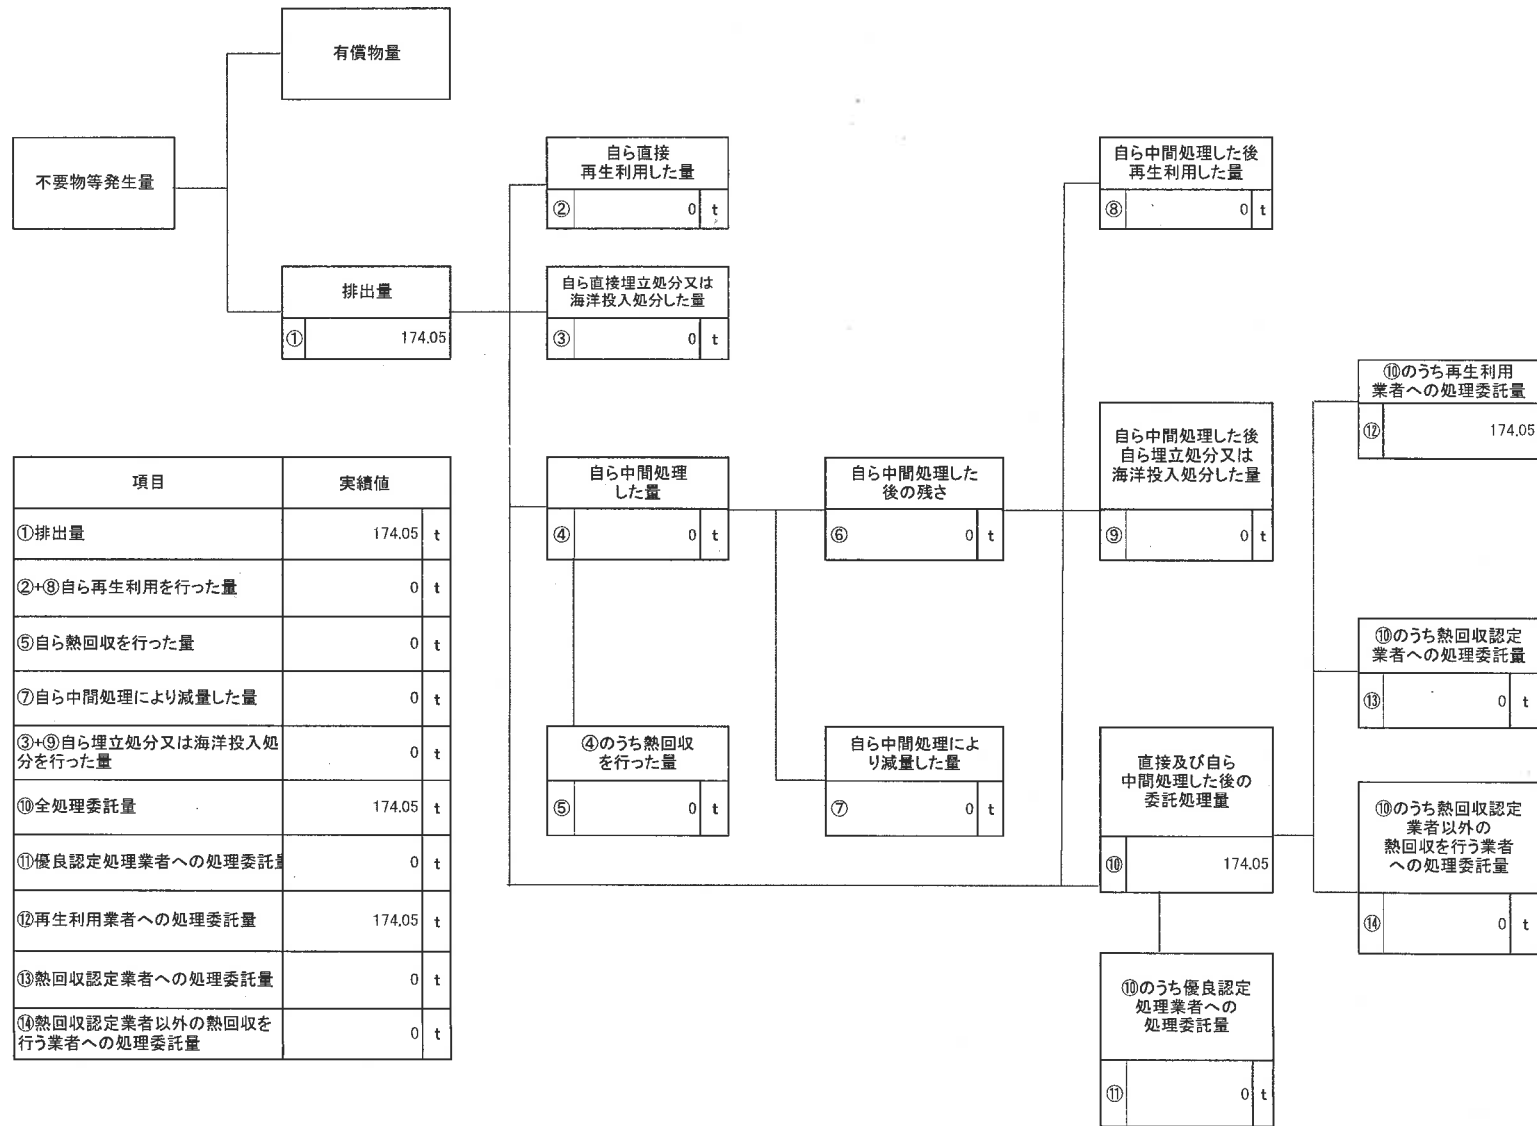 有償物量
不要物等発生量
排出量
① 174.05
自ら直接
再生利用した量
② 0 t
自ら直接埋立処分又は
海洋投入処分した量
③ 0 t
自ら中間処理
した量
④ 0 t
④のうち熱回収
を行った量
⑤ 0 t
自ら中間処理した
後の残さ
⑥ 0 t
自ら中間処理によ
り減量した量
⑦ 0 t
自ら中間処理した後
再生利用した量
⑧ 0 t
自ら中間処理した後
自ら埋立処分又は
海洋投入処分した量
⑨ 0 t
直接及び自ら
中間処理した後の
委託処理量
⑩ 174.05
⑩のうち優良認定
処理業者への
処理委託量
⑪ 0 t
⑩のうち再生利用
業者への処理委託量
⑫ 174.05
⑩のうち熱回収認定
業者への処理委託量
⑬ 0 t
⑩のうち熱回収認定
業者以外の
熱回収を行う業者
への処理委託量
⑭ 0 t
項目 実績値
①排出量 174.05 t
②+⑧自ら再生利用を行った量 0 t
⑤自ら熱回収を行った量 0 t
⑦自ら中間処理により減量した量 0 t
③+⑨自ら埋立処分又は海洋投入処
分を行った量 0 t
⑩全処理委託量 174.05 t
⑪優良認定処理業者への処理委託量 0 t
⑫再生利用業者への処理委託量 174.05 t
⑬熱回収認定業者への処理委託量 0 t
⑭熱回収認定業者以外の熱回収を
行う業者への処理委託量 0 t